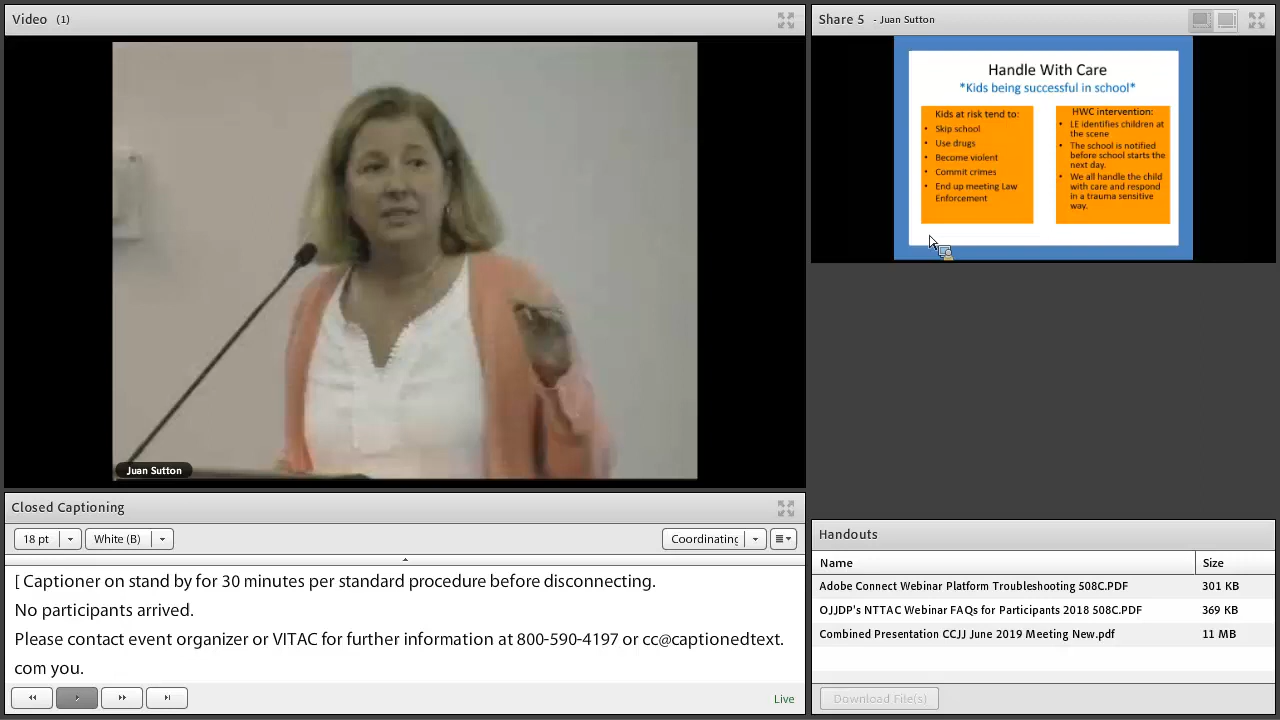 Video (1)
Juan Sutton
Share 5 - Juan Sutton
Handle With Care
*Kids being successful in school*
Kids at risk tend to:
• Skip school
• Use drugs
• Become violent
• Commit crimes
• End up meeting Law
Enforcement
HWC intervention:
• LE identifies children at
the scene
• The school is notified
before school starts the
next day.
• We all handle the child
with care and respond
in a trauma sensitive
way.
Closed Captioning
18 pt
White (B)
Coordinating
[ Captioner on stand by for 30 minutes per standard procedure before disconnecting.
No participants arrived.
Please contact event organizer or VITAC for further information at 800-590-4197 or cc@captionedtext.
com you.
Live
Handouts
Name Size
Adobe Connect Webinar Platform Troubleshooting 508C.PDF 301 KB
OJJDP's NTTAC Webinar FAQs for Participants 2018 508C.PDF 369 KB
Combined Presentation CCJJ June 2019 Meeting New.pdf 11 MB
Download File(s)